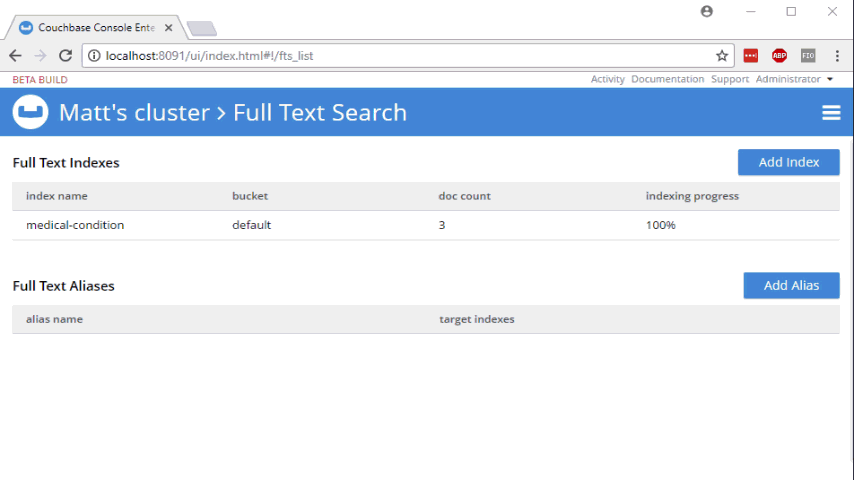 Couchbase Console Ente
localhost:8091/ui/index.html#!/fts_list
ABP
FIO
BETA BUILD
Activity Documentation Support Administrator
Matt's cluster > Full Text Search
Full Text Indexes
Add Index
index name bucket doc count indexing progress
medical-condition default 3 100%
Full Text Aliases
Add Alias
alias name target indexes